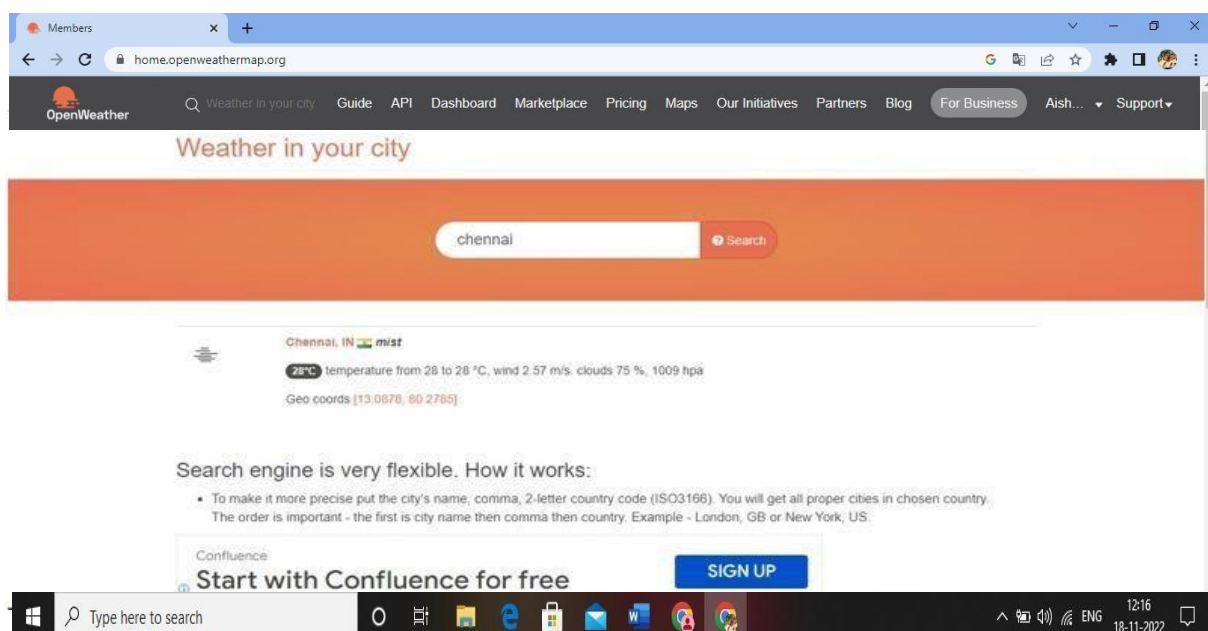 Members
home.openweathermap.org
OpenWeather
Weather in your city Guide API Dashboard Marketplace Pricing Maps Our Initiatives Partners Blog For Business Aish... Support
Weather in your city
chennai Search
Chennai, IN mist
28°C temperature from 28 to 28 °C, wind 2.57 m/s. clouds 75 %, 1009 hpa
Geo coords [13.0878, 80.2785]
Search engine is very flexible. How it works:
• To make it more precise put the city's name, comma, 2-letter country code (ISO3166). You will get all proper cities in chosen country.
The order is important - the first is city name then comma then country. Example - London, GB or New York, US.
Confluence
Start with Confluence for free
SIGN UP
Type here to search
ENG
12:16
18-11-2022